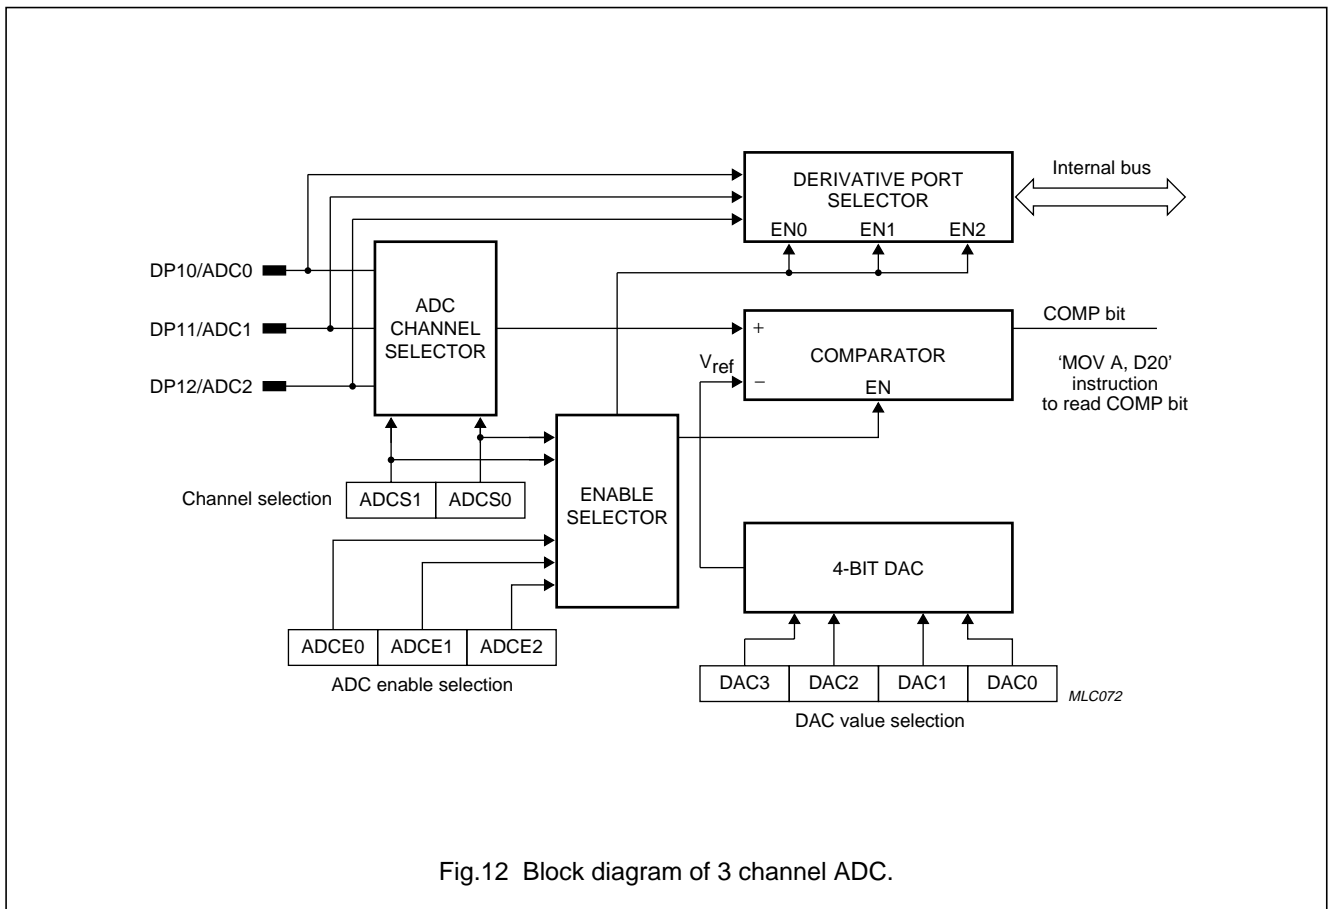 Internal bus
DERIVATIVE PORT
SELECTOR
EN0 EN1 EN2
DP10/ADC0
DP11/ADC1
DP12/ADC2
ADC
CHANNEL
SELECTOR
COMP bit
+
Vref
COMPARATOR
−
EN
‘MOV A, D20’
instruction
to read COMP bit
Channel selection
ADCS1 ADCS0
ENABLE
SELECTOR
4-BIT DAC
ADCE0 ADCE1 ADCE2
ADC enable selection
DAC3 DAC2 DAC1 DAC0
MLC072
DAC value selection
Fig.12 Block diagram of 3 channel ADC.